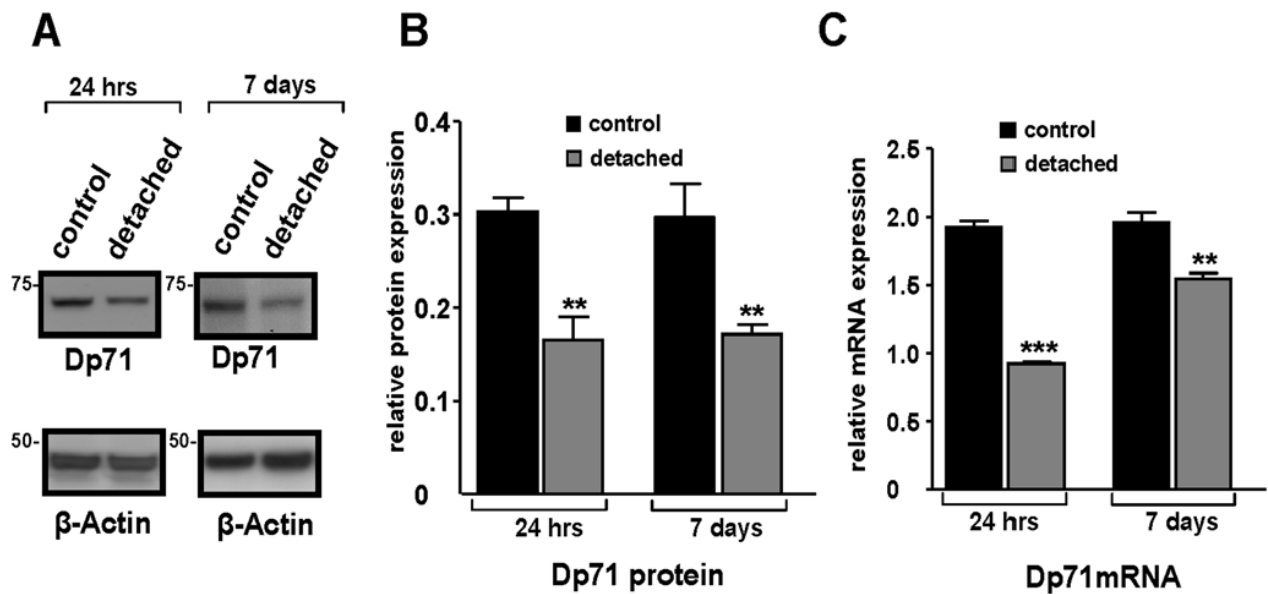 A
24 hrs
7 days
control
detached
control
detached
75-
75-
Dp71
Dp71
50-
50-
β-Actin
β-Actin
B
relative protein expression
0.4
0.3
0.2
0.1
0
control
detached
**
**
24 hrs
7 days
Dp71 protein
C
relative mRNA expression
2.5
2.0
1.5
1.0
0.5
0
control
detached
***
**
24 hrs
7 days
Dp71mRNA